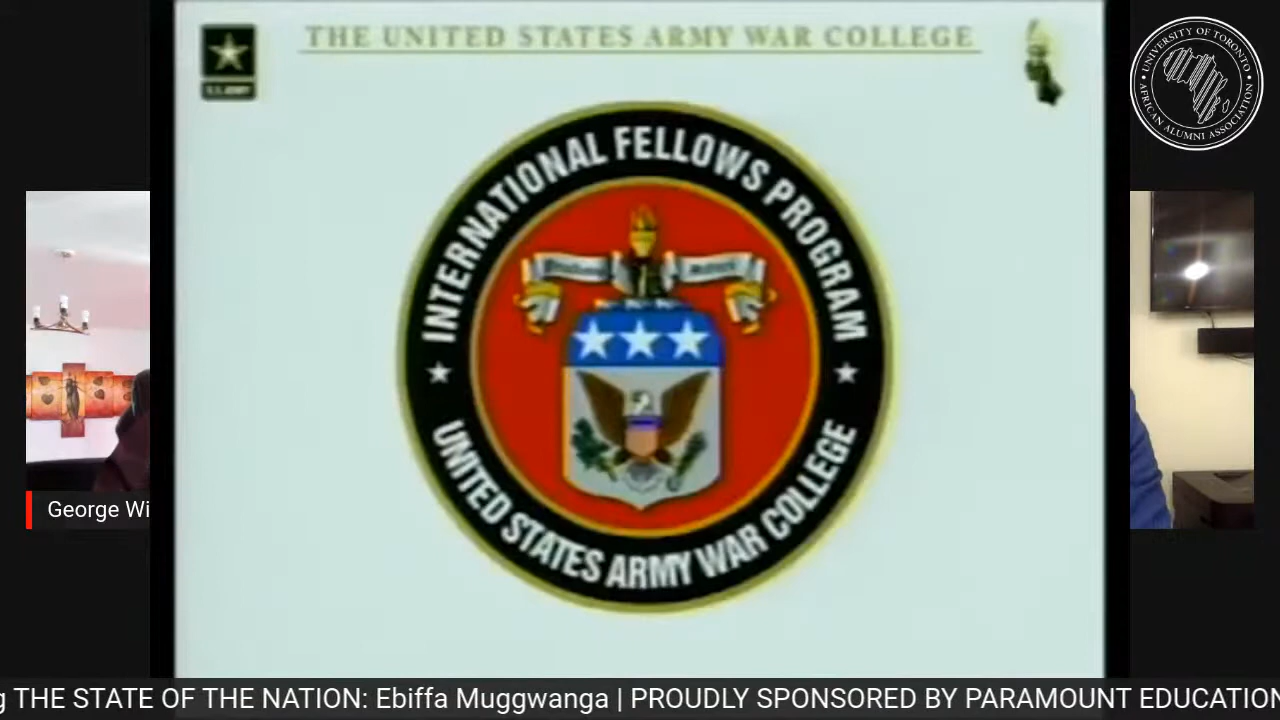 THE UNITED STATES ARMY WAR COLLEGE
U.S. ARMY
UNIVERSITY OF TORONTO
AFRICAN ALUMNI ASSOCIATION
INTERNATIONAL FELLOWS PROGRAM
UNITED STATES ARMY WAR COLLEGE
George Wi
g THE STATE OF THE NATION: Ebiffa Muggwanga | PROUDLY SPONSORED BY PARAMOUNT EDUCATION